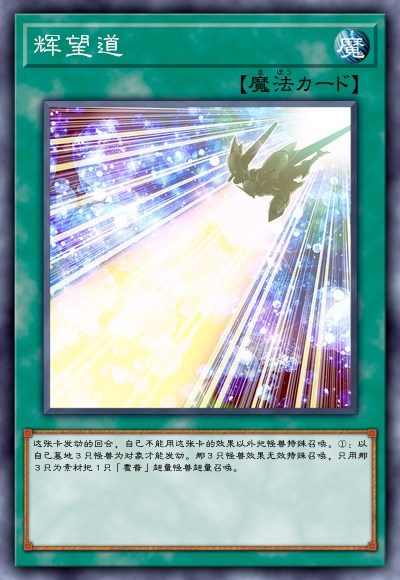 辉望道
魔
【魔法カード】
ま ほう
这张卡发动的回合，自己不能用这张卡的效果以外把怪兽特殊召唤。①：以
自己墓地３只怪兽为对象才能发动。那３只怪兽效果无效特殊召唤，只用那
３只为素材把１只「霍普」超量怪兽超量召唤。